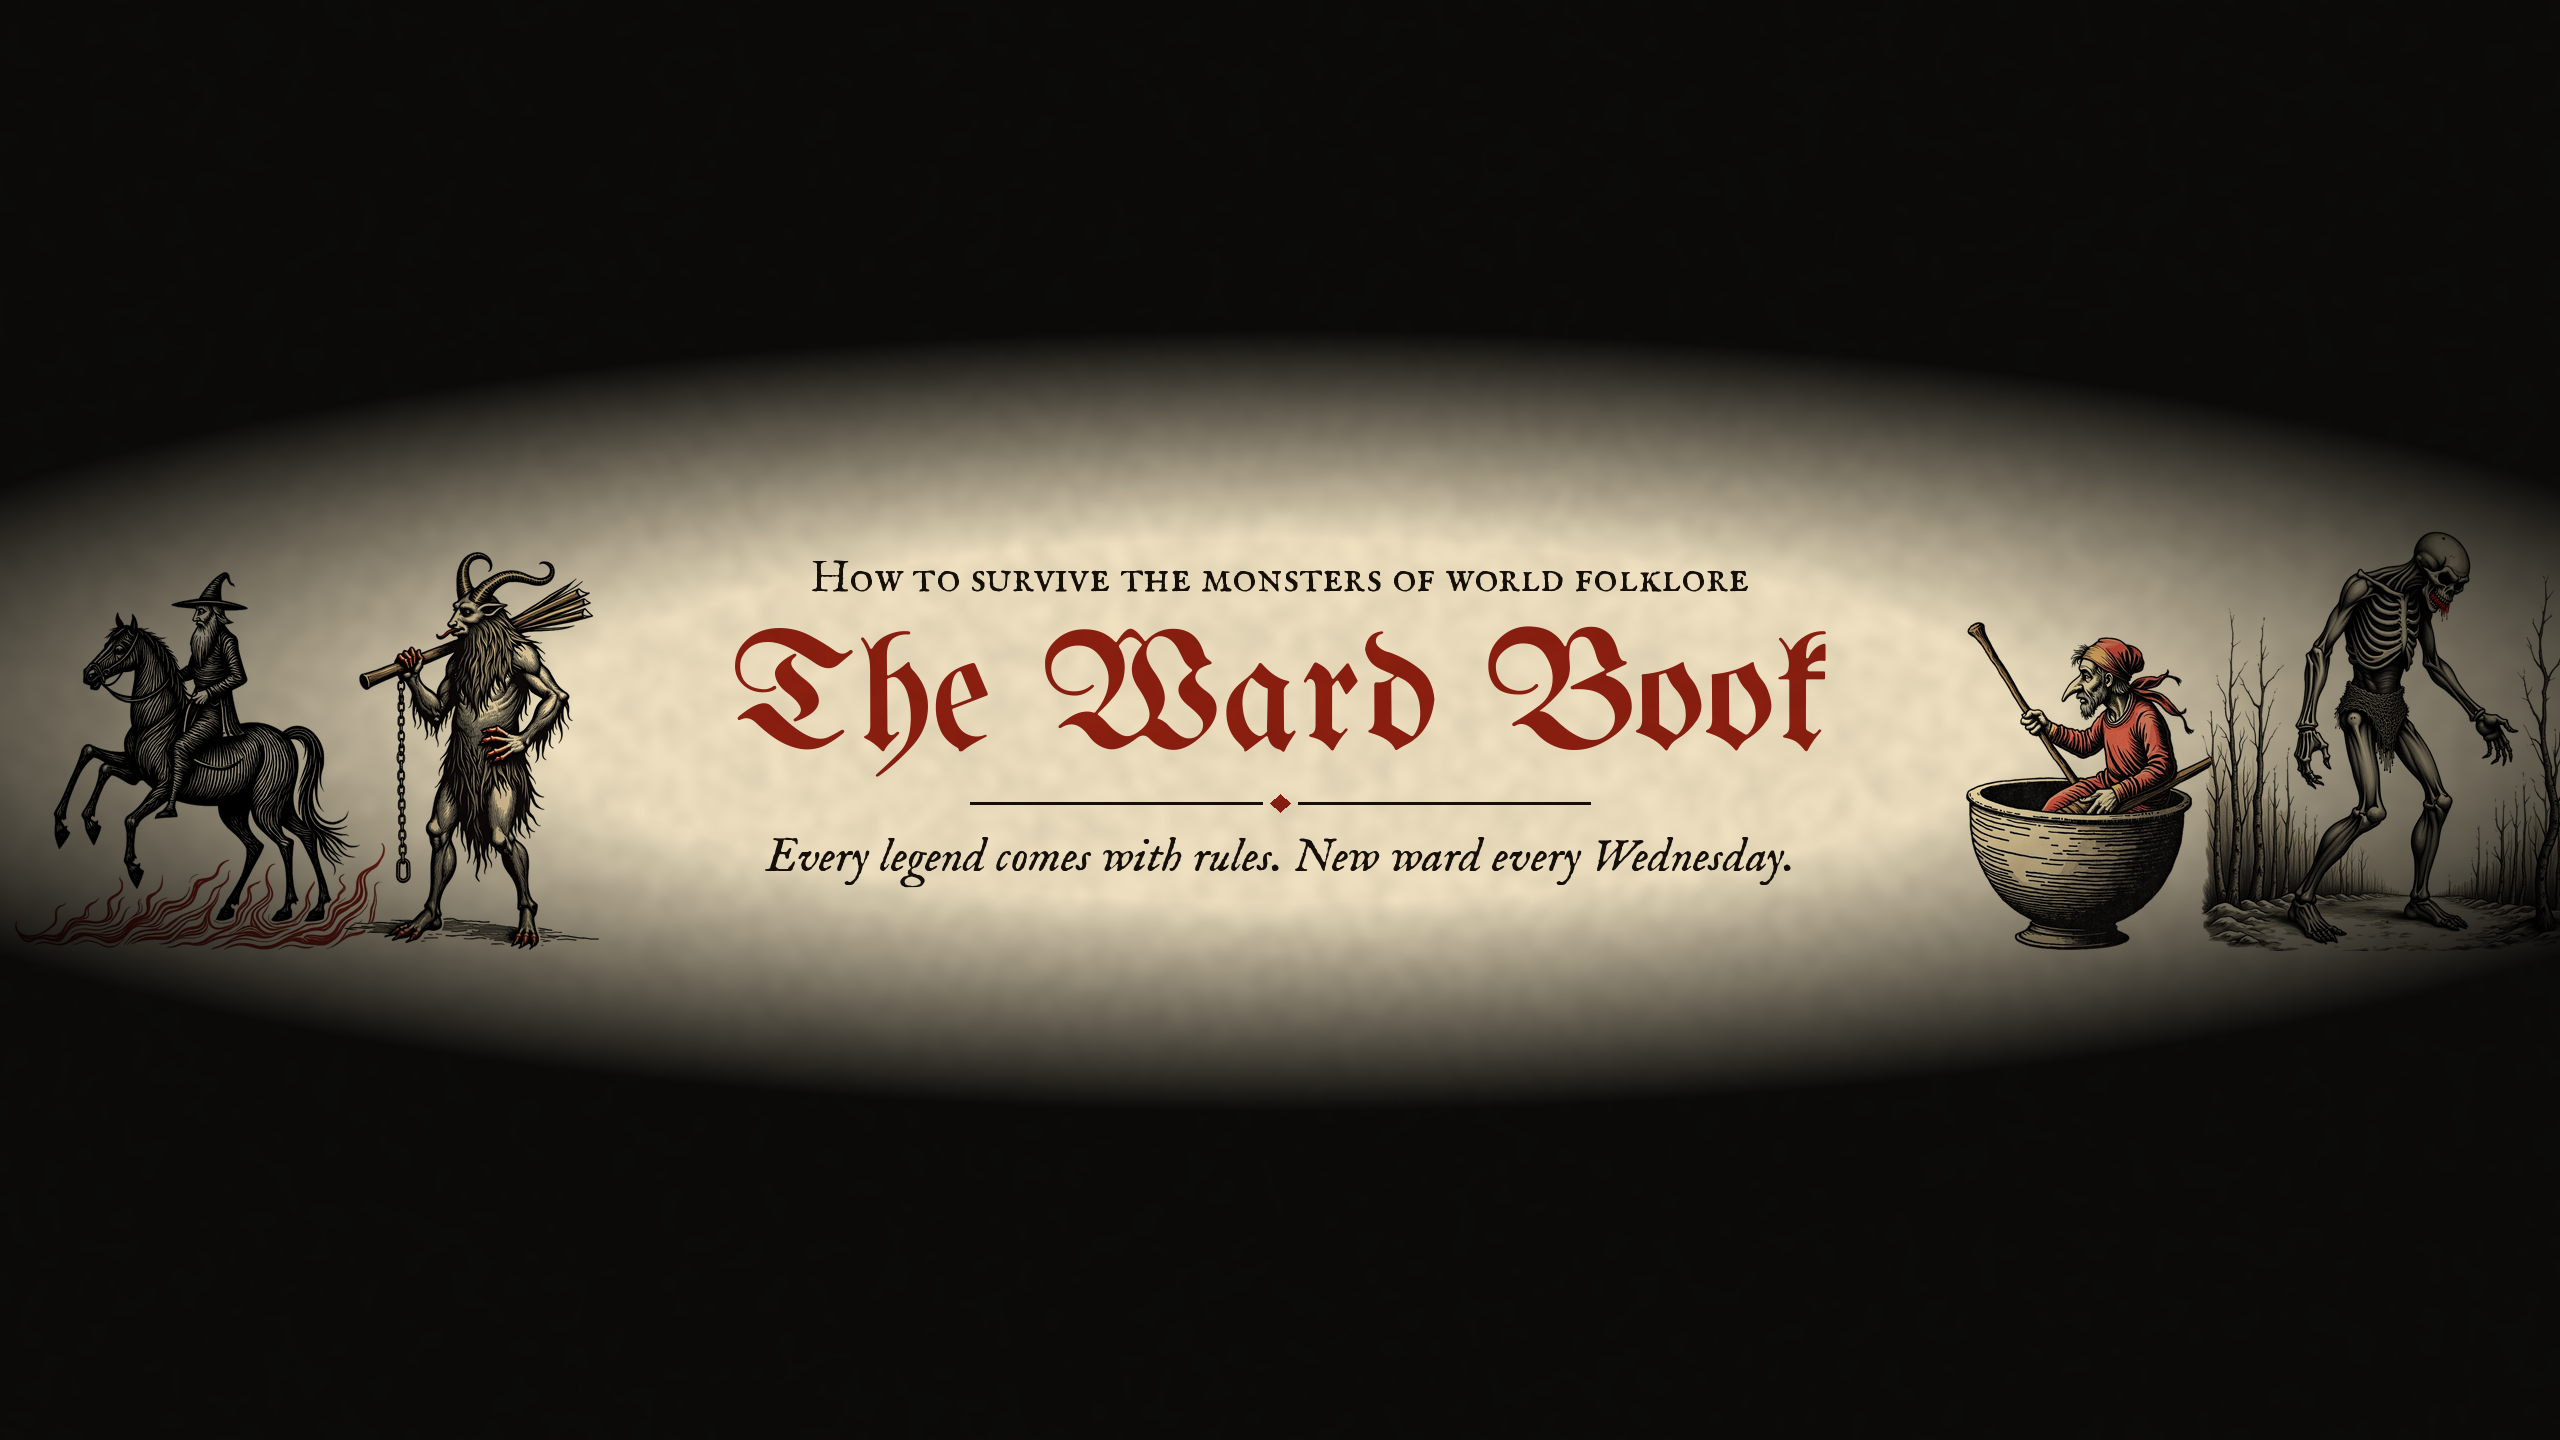 How to survive the monsters of world folklore
The Ward Book
Every legend comes with rules. New ward every Wednesday.